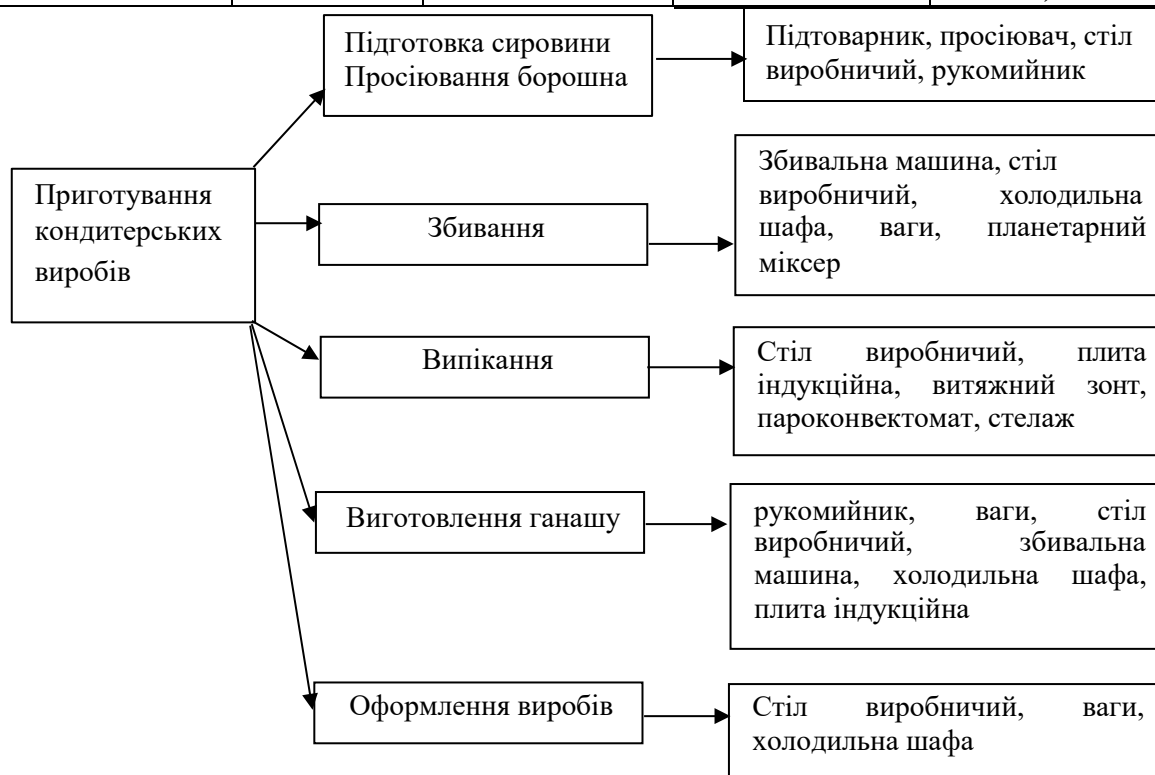 Підготовка сировини
Просіювання борошна
Підтоварник, просіювач, стіл
виробничий, рукомийник
Приготування
кондитерських
виробів
Збивання
Збивальна машина, стіл
виробничий, холодильна
шафа, ваги, планетарний
міксер
Випікання
Стіл виробничий, плита
індукційна, витяжний зонт,
пароконвектомат, стелаж
Виготовлення ганашу
рукомийник, ваги, стіл
виробничий, збивальна
машина, холодильна шафа,
плита індукційна
Оформлення виробів
Стіл виробничий, ваги,
холодильна шафа